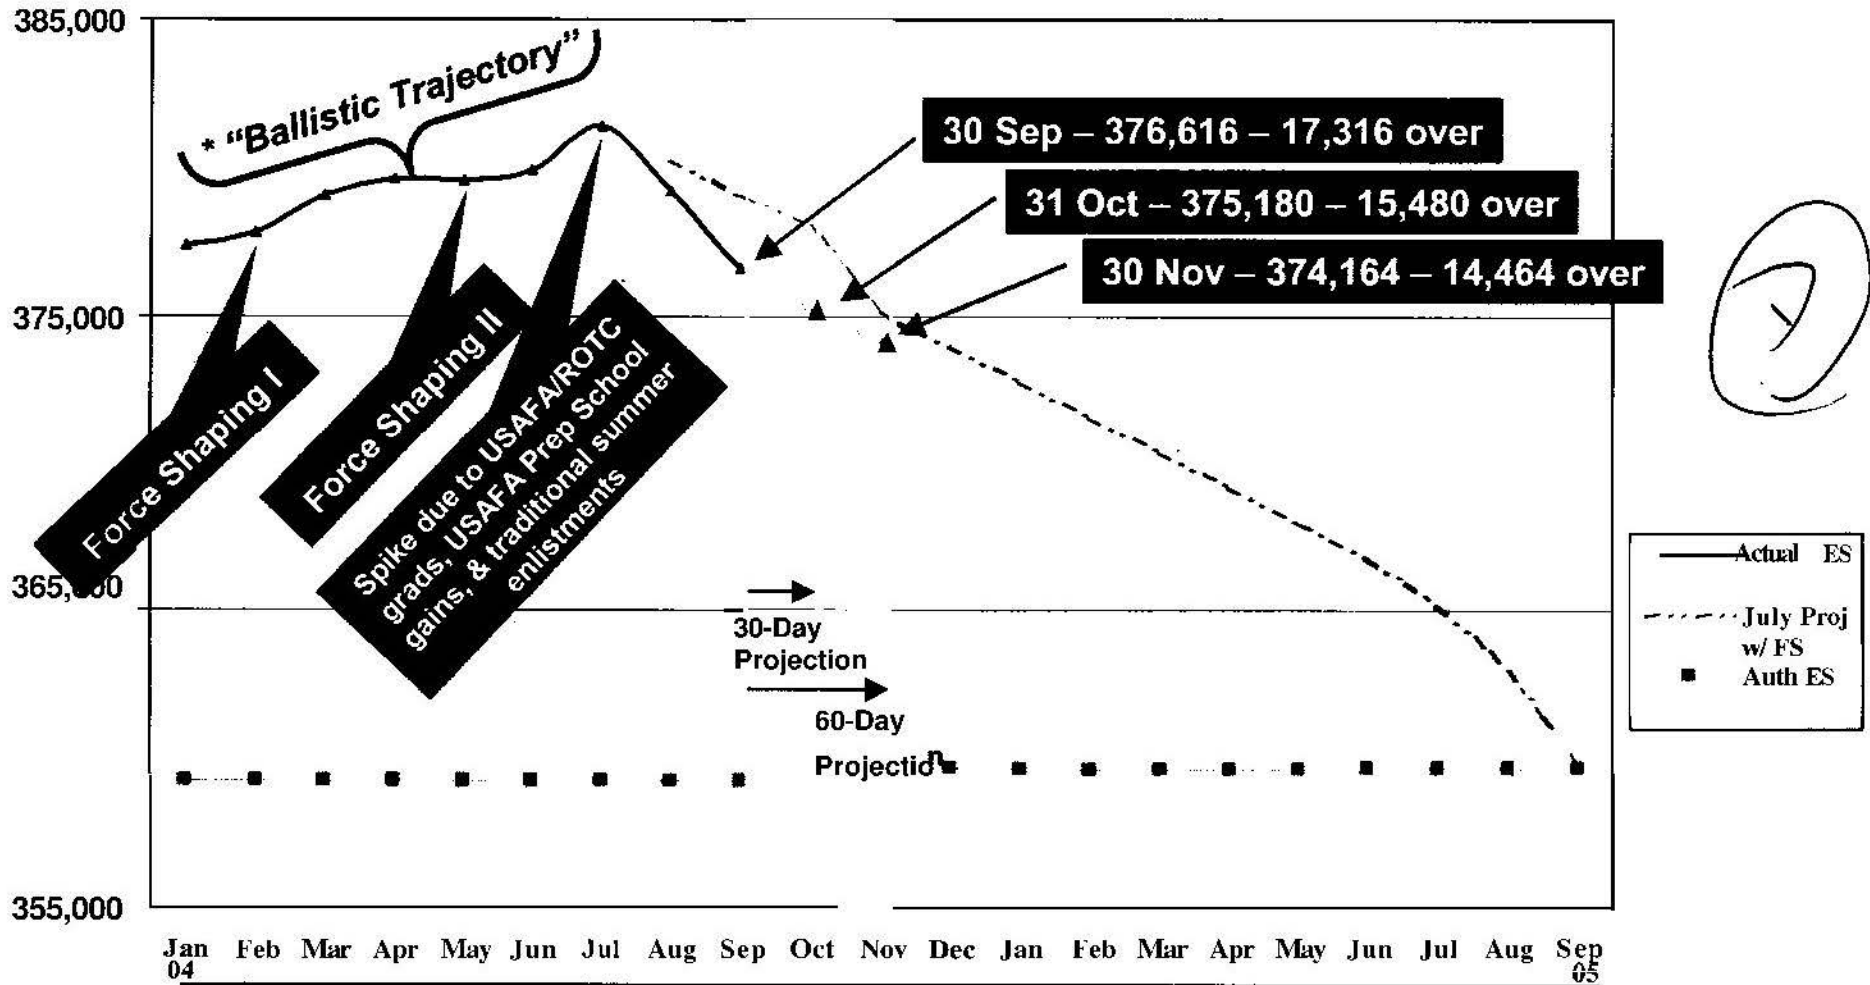 385,000
* “Ballistic Trajectory”
30 Sep – 376,616 – 17,316 over
31 Oct – 375,180 – 15,480 over
30 Nov – 374,164 – 14,464 over
375,000
Force Shaping I
Force Shaping II
Spike due to USAFA/ROTC
grads, USAFA Prep School
gains, & traditional summer
enlistments
365,000
30-Day
Projection
60-Day
Projection
Actual ES
July Proj
w/ FS
Auth ES
355,000
Jan Feb Mar Apr May Jun Jul Aug Sep Oct Nov Dec Jan Feb Mar Apr May Jun Jul Aug Sep
04 05